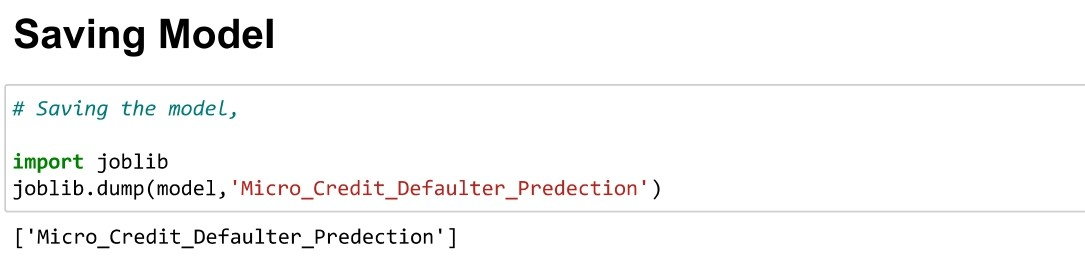 Saving Model
# Saving the model,
import joblib
joblib.dump(model,'Micro_Credit_Defaulter_Predection')
['Micro_Credit_Defaulter_Predection']